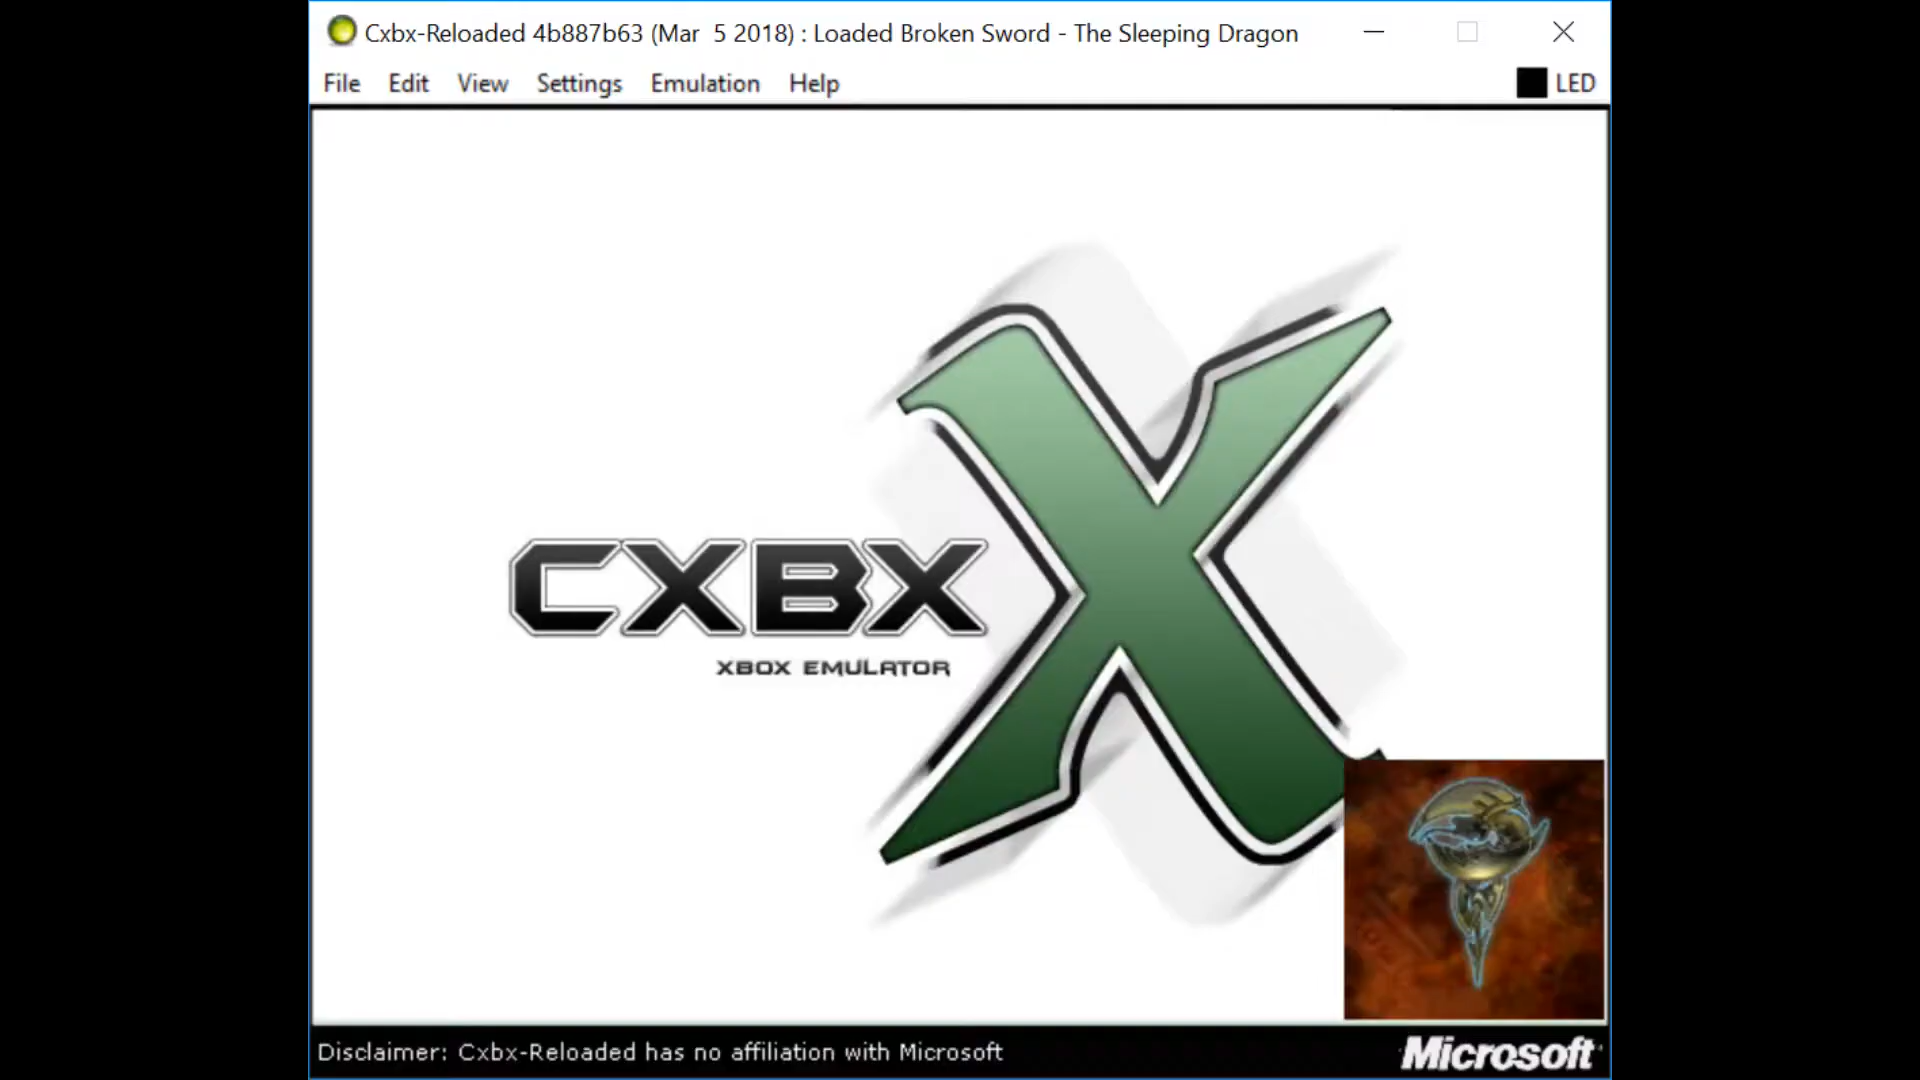 Cxbx-Reloaded 4b887b63 (Mar  5 2018) : Loaded Broken Sword - The Sleeping Dragon
File Edit View Settings Emulation Help LED
CXBX
XBOX EMULATOR
Disclaimer: Cxbx-Reloaded has no affiliation with Microsoft
Microsoft